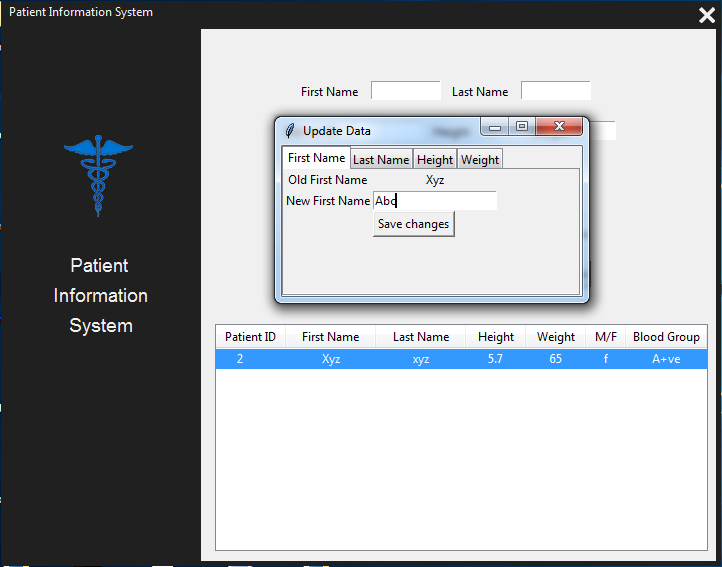 Patient Information System
First Name Last Name
Update Data
First Name Last Name Height Weight
Old First Name Xyz
New First Name Abc
Save changes
Patient
Information
System
Patient ID First Name Last Name Height Weight M/F Blood Group
2 Xyz xyz 5.7 65 f A+ve